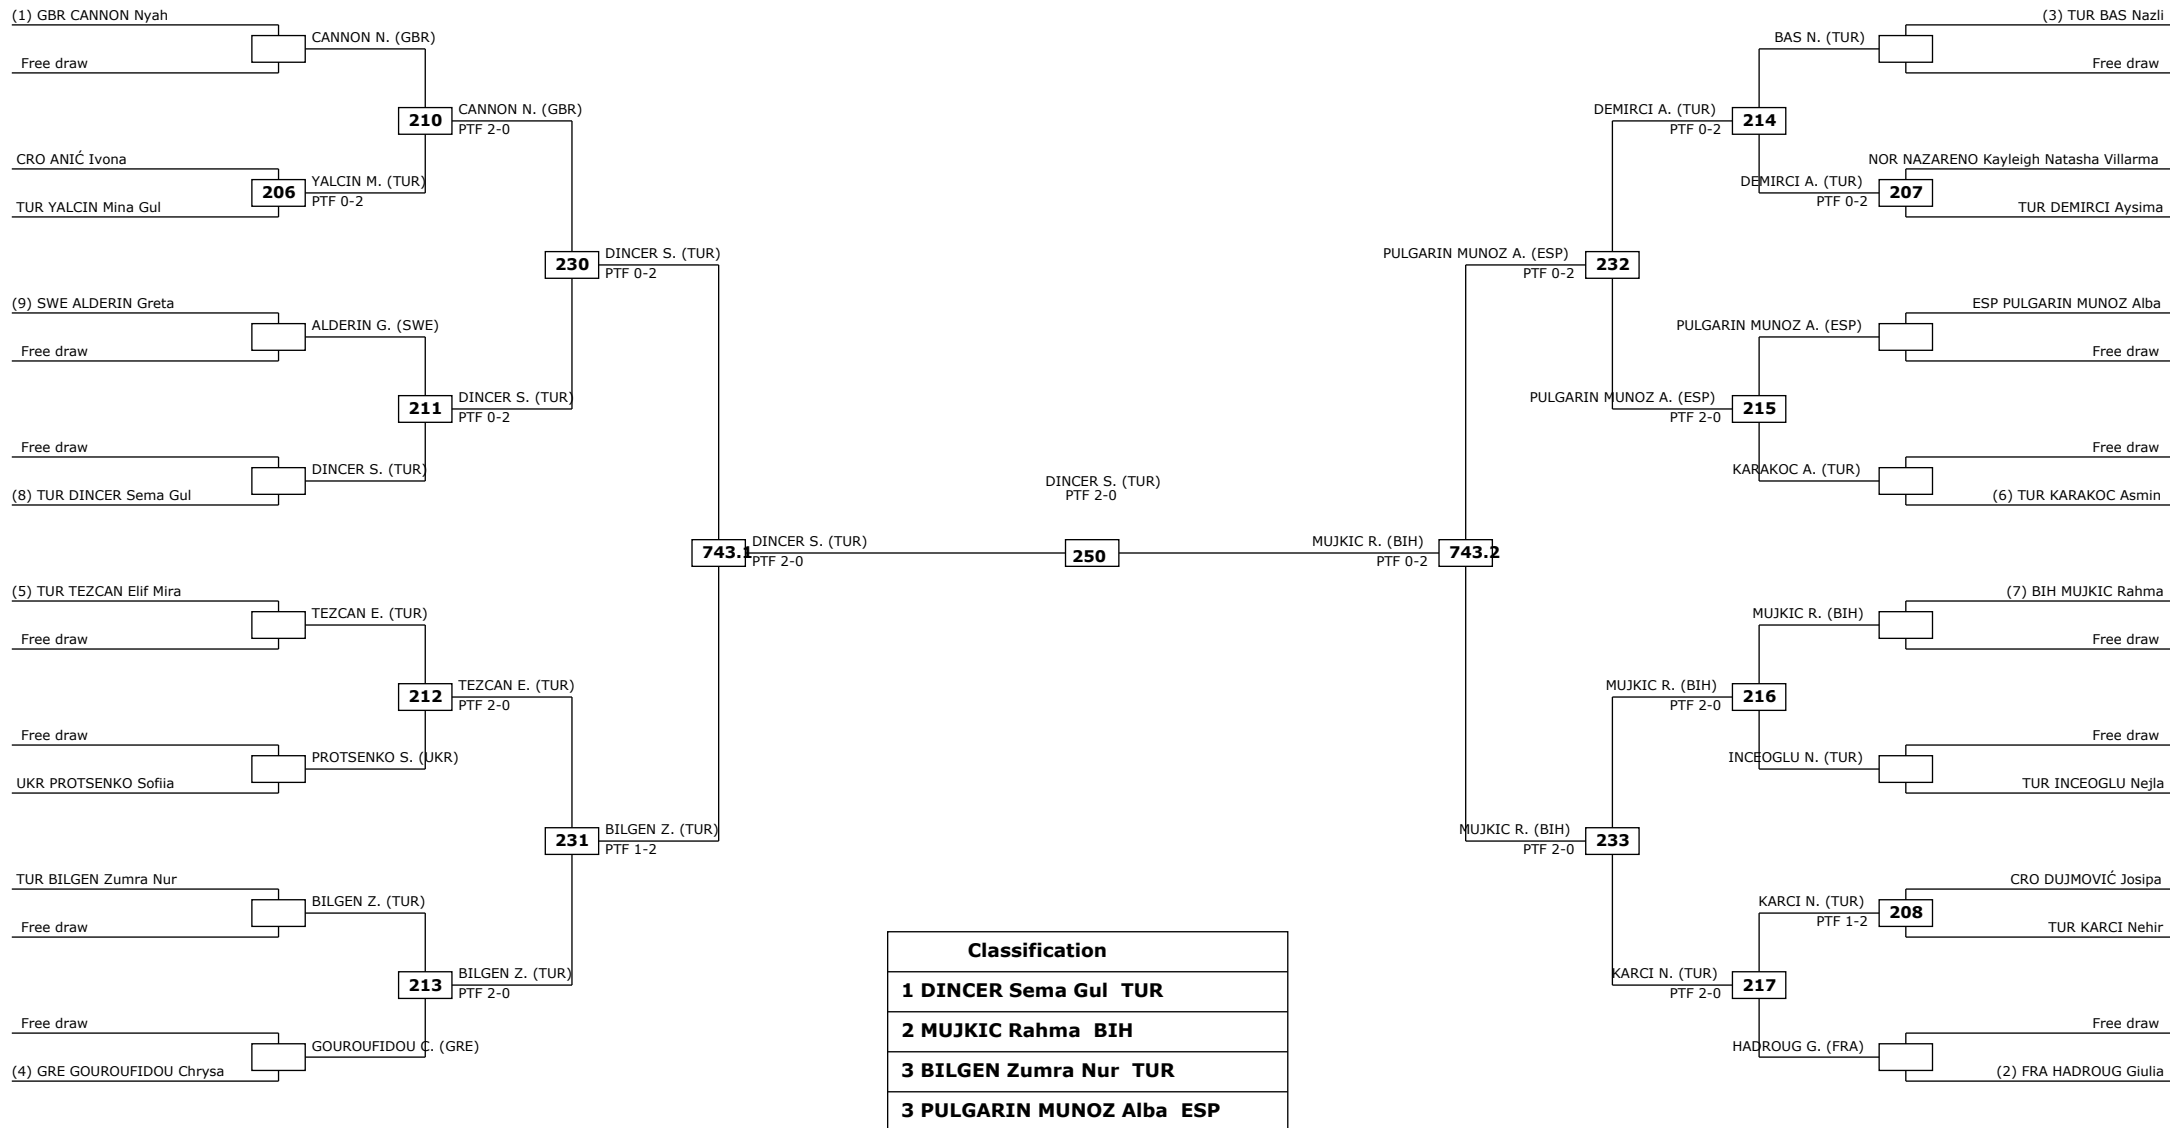 (1) GBR CANNON Nyah
CANNON N. (GBR)
Free draw
210
CANNON N. (GBR)
PTF 2-0
CRO ANIĆ Ivona
206
YALCIN M. (TUR)
PTF 0-2
TUR YALCIN Mina Gul
230
DINCER S. (TUR)
PTF 0-2
(9) SWE ALDERIN Greta
ALDERIN G. (SWE)
Free draw
211
DINCER S. (TUR)
PTF 0-2
Free draw
DINCER S. (TUR)
(8) TUR DINCER Sema Gul
743.1
DINCER S. (TUR)
PTF 2-0
(5) TUR TEZCAN Elif Mira
TEZCAN E. (TUR)
Free draw
212
TEZCAN E. (TUR)
PTF 2-0
Free draw
PROTSENKO S. (UKR)
UKR PROTSENKO Sofiia
231
BILGEN Z. (TUR)
PTF 1-2
TUR BILGEN Zumra Nur
BILGEN Z. (TUR)
Free draw
213
BILGEN Z. (TUR)
PTF 2-0
Free draw
GOUROUFIDOU C. (GRE)
(4) GRE GOUROUFIDOU Chrysa
DINCER S. (TUR)
PTF 2-0
250
(3) TUR BAS Nazli
BAS N. (TUR)
Free draw
DEMIRCI A. (TUR)
PTF 0-2
214
NOR NAZARENO Kayleigh Natasha Villarma
DEMIRCI A. (TUR)
PTF 0-2
207
TUR DEMIRCI Aysima
PULGARIN MUNOZ A. (ESP)
PTF 0-2
232
ESP PULGARIN MUNOZ Alba
PULGARIN MUNOZ A. (ESP)
Free draw
PULGARIN MUNOZ A. (ESP)
PTF 2-0
215
Free draw
KARAKOC A. (TUR)
(6) TUR KARAKOC Asmin
MUJKIC R. (BIH)
PTF 0-2
743.2
(7) BIH MUJKIC Rahma
MUJKIC R. (BIH)
Free draw
MUJKIC R. (BIH)
PTF 2-0
216
Free draw
INCEOGLU N. (TUR)
TUR INCEOGLU Nejla
MUJKIC R. (BIH)
PTF 2-0
233
CRO DUJMOVIĆ Josipa
KARCI N. (TUR)
PTF 1-2
208
TUR KARCI Nehir
KARCI N. (TUR)
PTF 2-0
217
Free draw
HADROUG G. (FRA)
(2) FRA HADROUG Giulia
Classification
1 DINCER Sema Gul TUR
2 MUJKIC Rahma BIH
3 BILGEN Zumra Nur TUR
3 PULGARIN MUNOZ Alba ESP